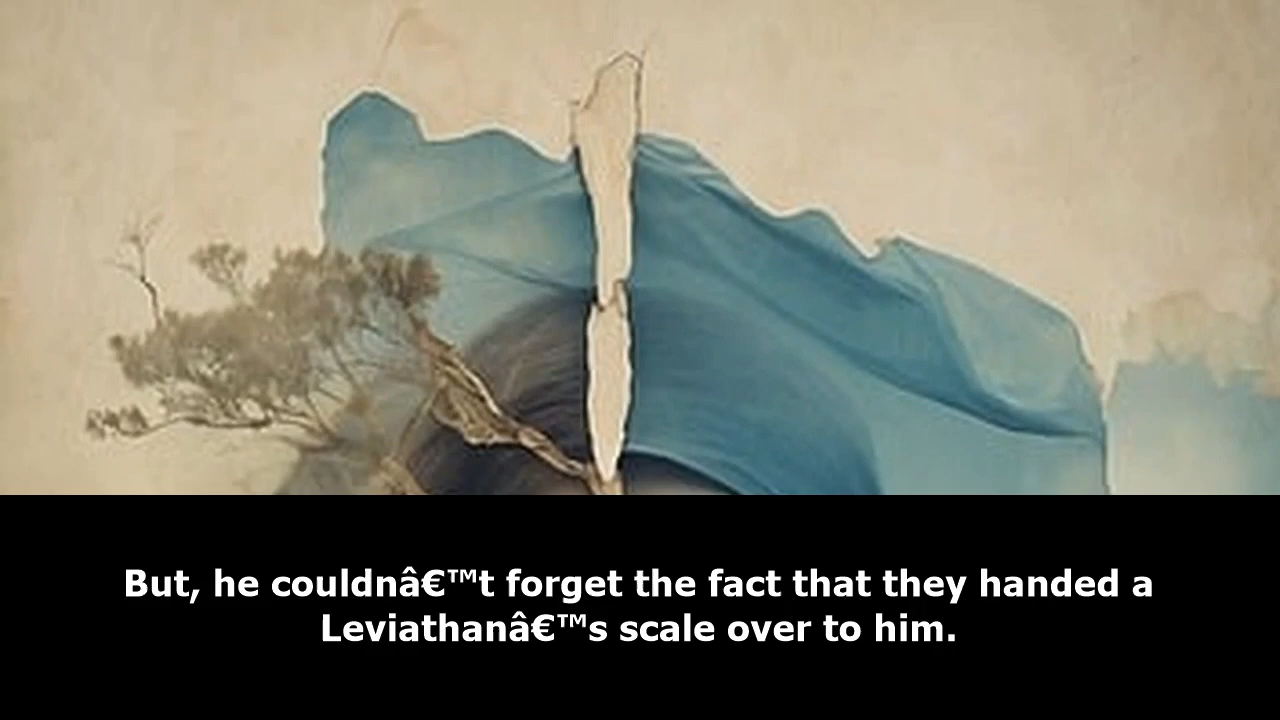 But, he couldnâ€™t forget the fact that they handed a
Leviathanâ€™s scale over to him.